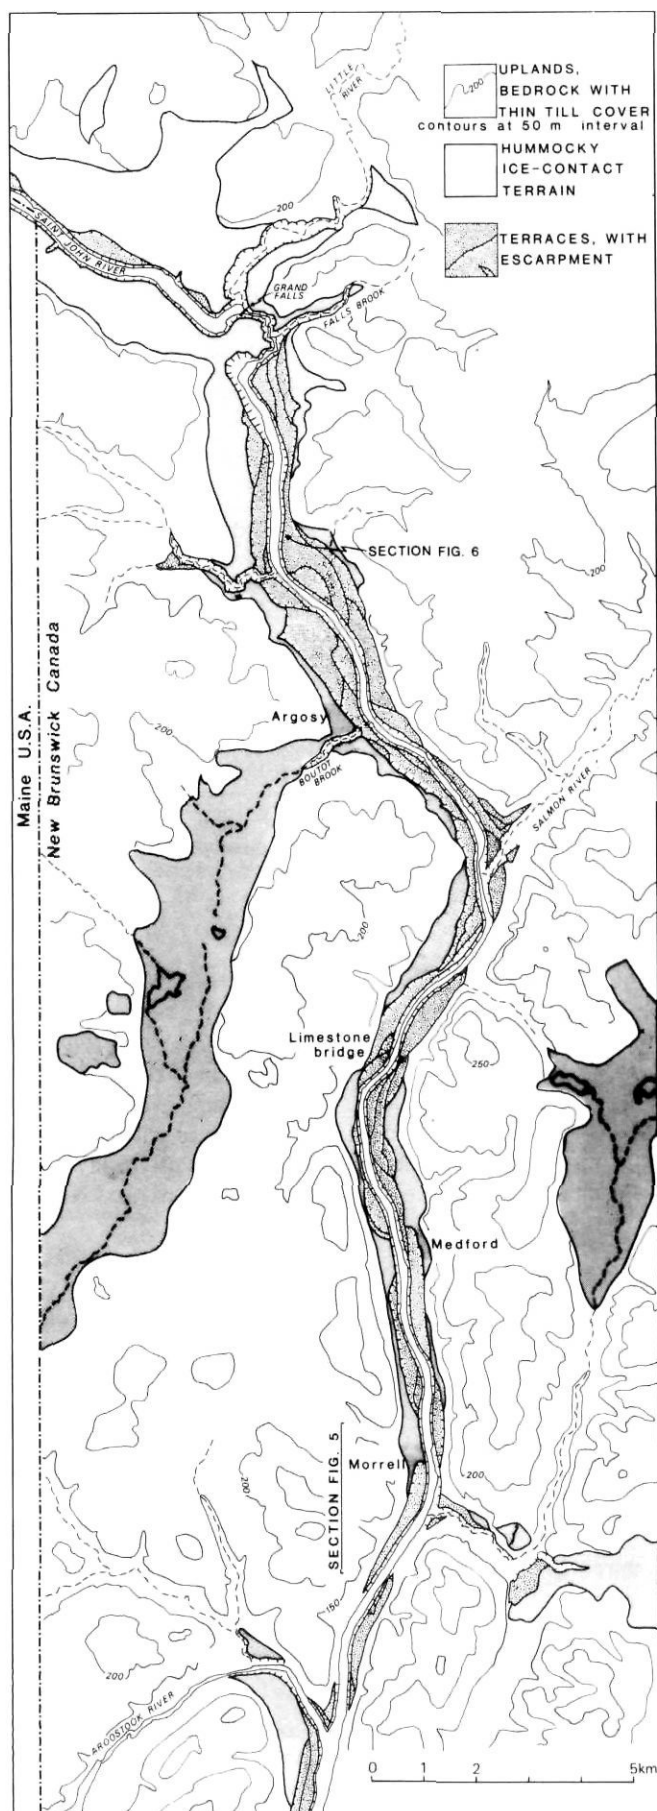 LITTLE
RIVER
200
UPLANDS,
BEDROCK WITH
THIN TILL COVER
contours at 50 m interval
HUMMOCKY
ICE-CONTACT
TERRAIN
TERRACES, WITH
ESCARPMENT
200
SAINT JOHN RIVER
GRAND
FALLS
FALLS BROOK
SECTION FIG. 6
200
200
Argosy
BOUTOT
BROOK
SALMON RIVER
Maine U.S.A.
New Brunswick Canada
200
Limestone
bridge
250
Medford
SECTION FIG. 5
Morrell
200
200
150
200
AROOSTOOK RIVER
0 1 2 5km